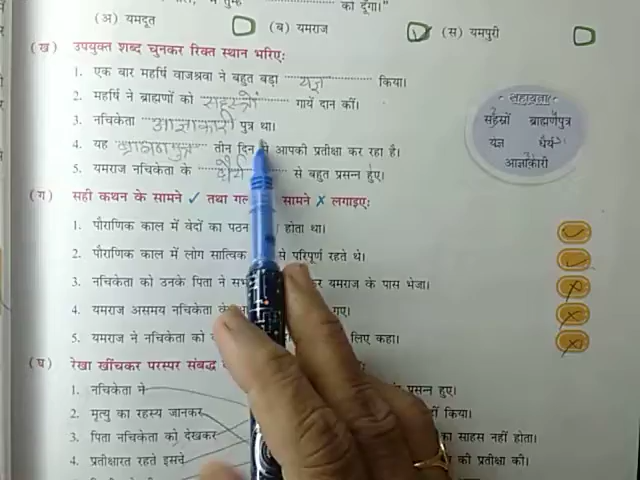 को दूँगा।"
(अ) यमदूत (ब) यमराज (स) यमपुरी
(ख) उपयुक्त शब्द चुनकर रिक्त स्थान भरिए:
1. एक बार महर्षि वाजश्रवा ने बहुत बड़ा यज्ञ किया।
2. महर्षि ने ब्राह्मणों को सहस्त्रों गायें दान कीं।
3. नचिकेता आज्ञाकारी पुत्र था।
4. यह ब्राह्मणपुत्र तीन दिन से आपकी प्रतीक्षा कर रहा है।
5. यमराज नचिकेता के धैर्य से बहुत प्रसन्न हुए।
सहायता
सहस्रों ब्राह्मणपुत्र
यज्ञ धैर्य
आज्ञाकारी
(ग) सही कथन के सामने ✓ तथा सामने ✗ लगाइए:
1. पौराणिक काल में वेदों का पठन होता था।
2. पौराणिक काल में लोग सात्विक से परिपूर्ण रहते थे।
3. नचिकेता को उनके पिता ने यमराज के पास भेजा।
4. यमराज असमय नचिकेता
5. यमराज ने नचिकेता को लिए कहा।
(घ) रेखा खींचकर परस्पर संबद्ध
1. नचिकेता ने प्रसन्न हुए।
2. मृत्यु का रहस्य जानकर किया।
3. पिता नचिकेता को देखकर का साहस नहीं होता।
4. प्रतीक्षारत रहते इससे की प्रतीक्षा की।